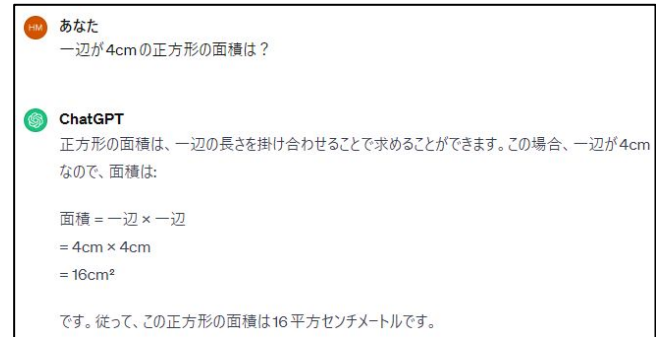 HM
あなた
一辺が4cmの正方形の面積は？
ChatGPT
正方形の面積は、一辺の長さを掛け合わせることで求めることができます。この場合、一辺が4cm
なので、面積は:
面積 = 一辺 × 一辺
= 4cm × 4cm
= 16cm²
です。従って、この正方形の面積は16平方センチメートルです。